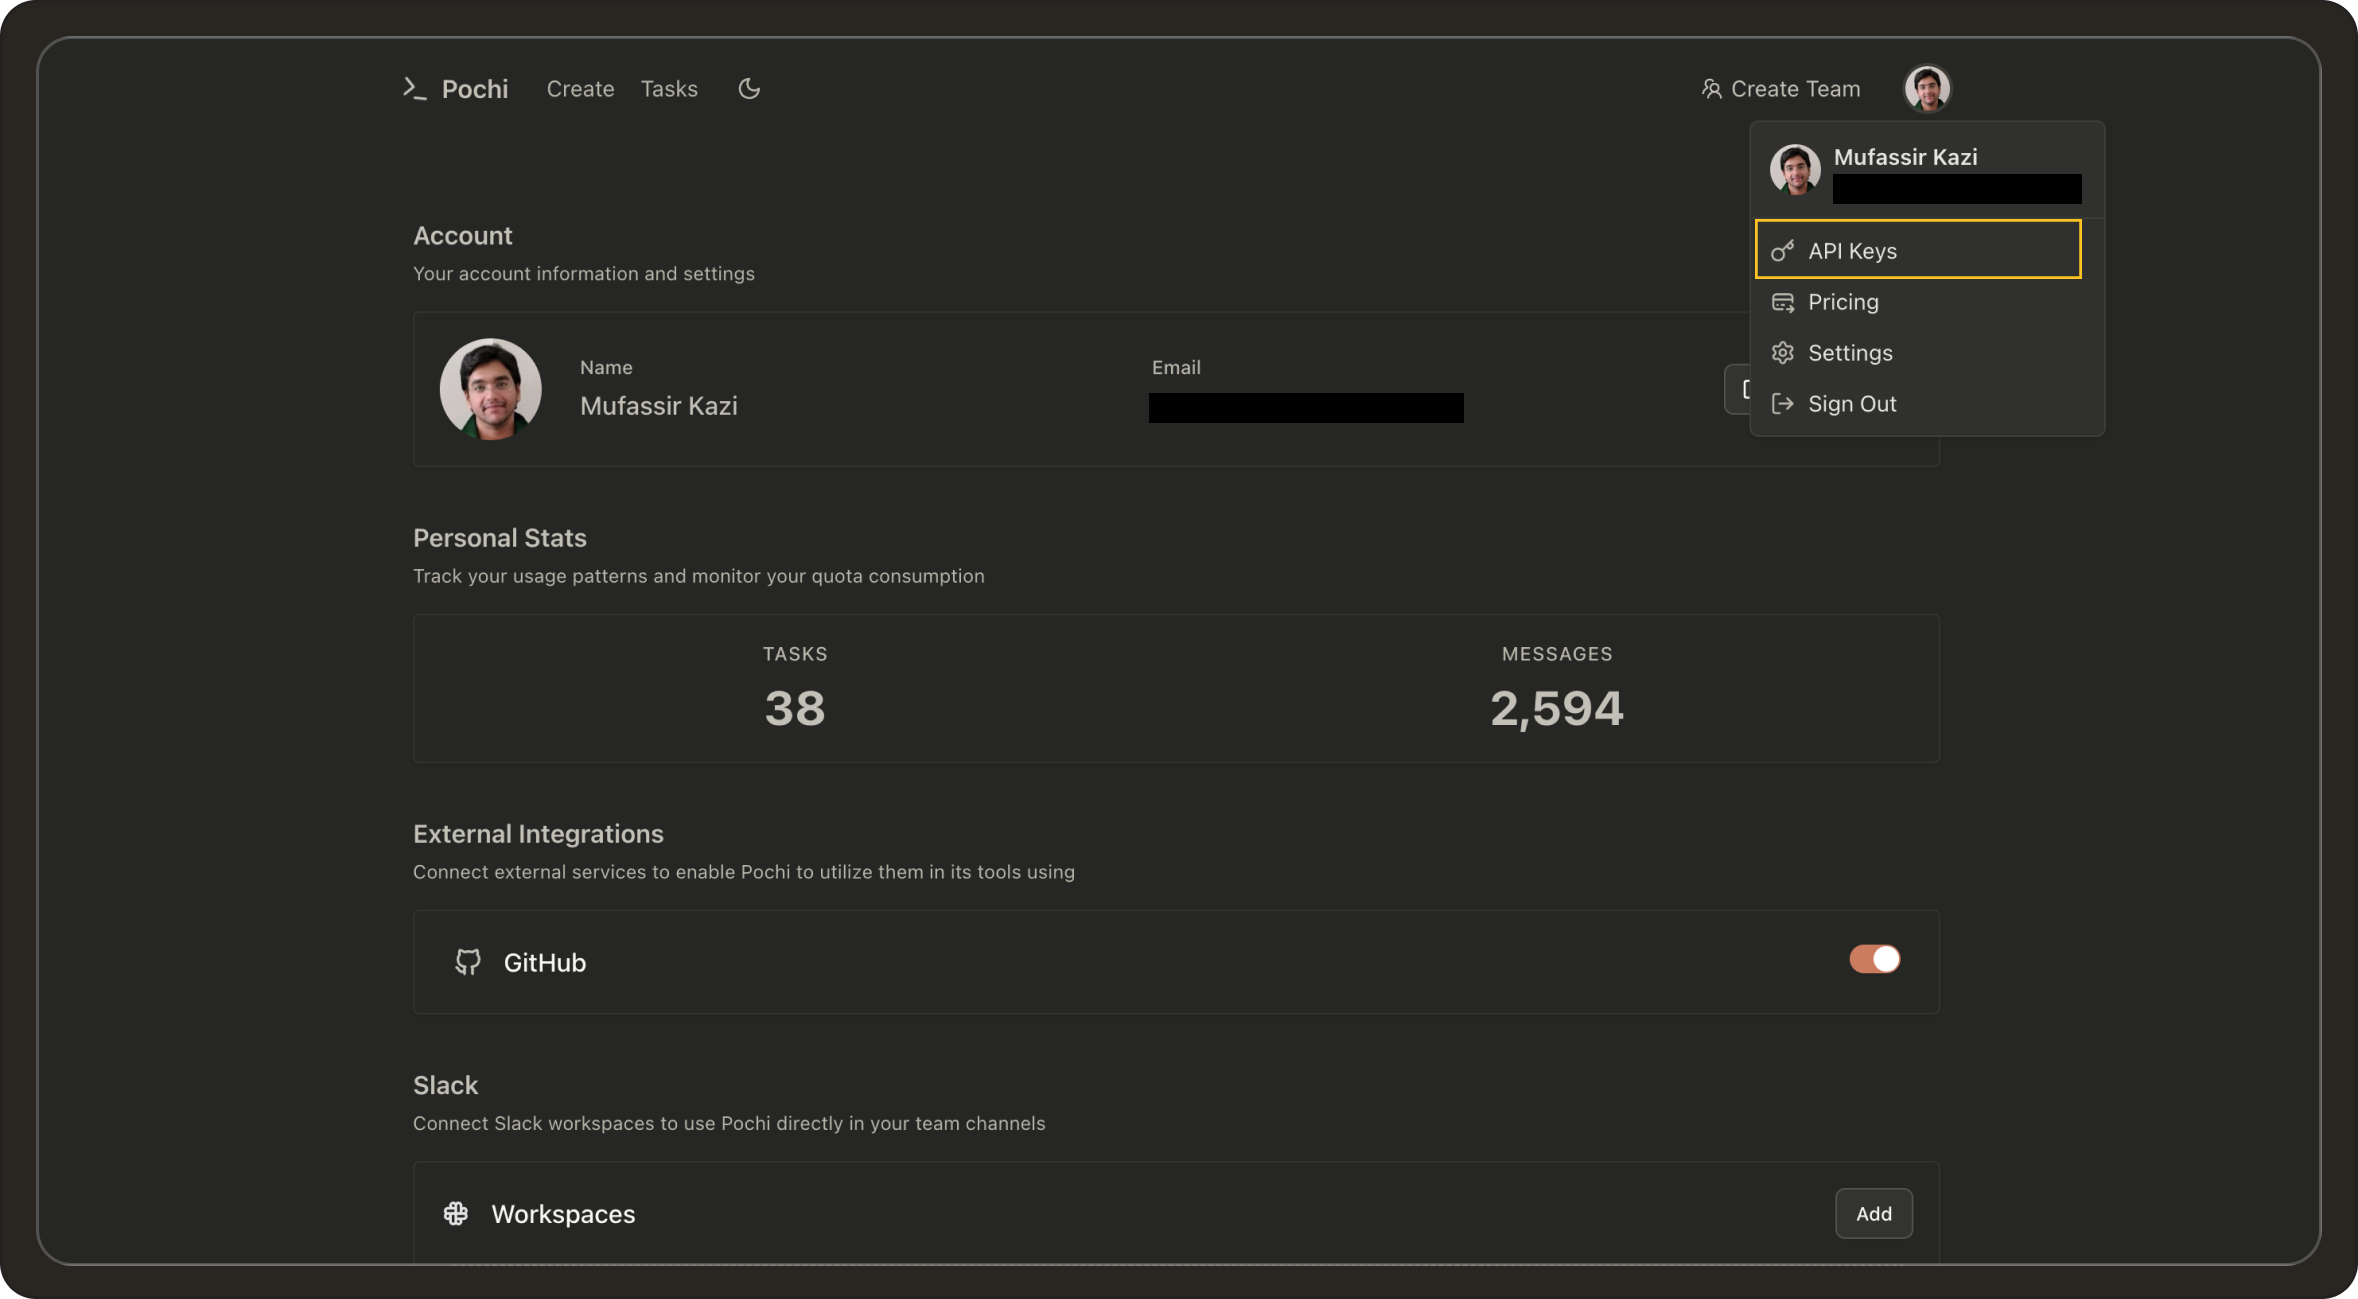 Pochi
Create
Tasks
Create Team
Mufassir Kazi
API Keys
Pricing
Settings
Sign Out
Account
Your account information and settings
Name
Mufassir Kazi
Email
Personal Stats
Track your usage patterns and monitor your quota consumption
TASKS
38
MESSAGES
2,594
External Integrations
Connect external services to enable Pochi to utilize them in its tools using
GitHub
Slack
Connect Slack workspaces to use Pochi directly in your team channels
Workspaces
Add